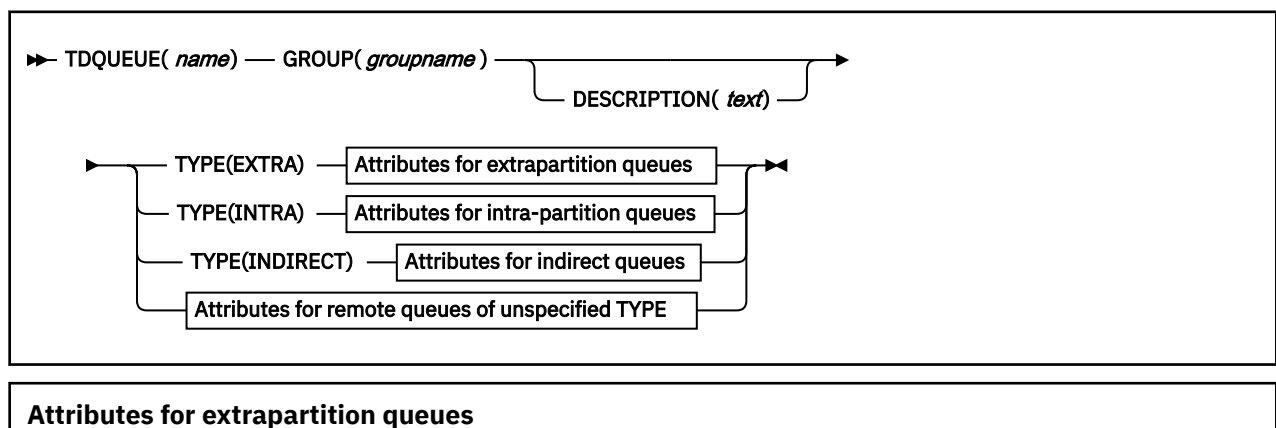 TDQUEUE( name) GROUP( groupname )
DESCRIPTION( text)
TYPE(EXTRA) Attributes for extrapartition queues
TYPE(INTRA) Attributes for intra-partition queues
TYPE(INDIRECT) Attributes for indirect queues
Attributes for remote queues of unspecified TYPE
Attributes for extrapartition queues